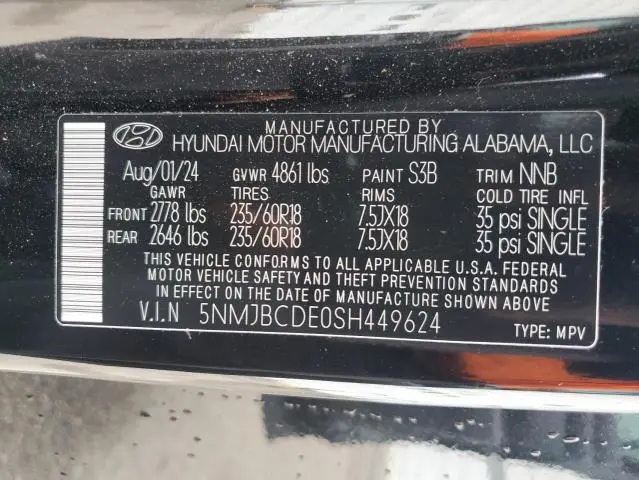 MANUFACTURED BY
HYUNDAI MOTOR MANUFACTURING ALABAMA, LLC
Aug/01/24 GVWR 4861 lbs PAINT S3B TRIM NNB
GAWR TIRES RIMS COLD TIRE INFL
FRONT 2778 lbs 235/60R18 7.5JX18 35 psi SINGLE
REAR 2646 lbs 235/60R18 7.5JX18 35 psi SINGLE
THIS VEHICLE CONFORMS TO ALL APPLICABLE U.S.A. FEDERAL
MOTOR VEHICLE SAFETY AND THEFT PREVENTION STANDARDS
IN EFFECT ON THE DATE OF MANUFACTURE SHOWN ABOVE.
V.I.N 5NMJBCDE0SH449624 TYPE: MPV